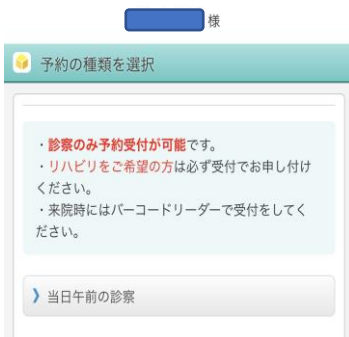 様
予約の種類を選択
・診察のみ予約受付が可能です。
・リハビリをご希望の方は必ず受付でお申し付け
ください。
・来院時にはバーコードリーダーで受付をしてく
ださい。
当日午前の診察